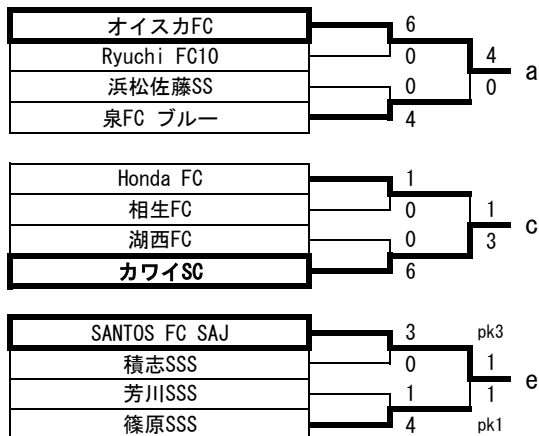 オイスカFC 6
Ryuchi FC10 0 4
浜松佐藤SS 0 0 a
泉FC ブルー 4
Honda FC 1
相生FC 0 1
湖西FC 0 3 c
カワイSC 6
SANTOS FC SAJ 3 pk3
積志SSS 0 1
芳川SSS 1 1 e
篠原SSS 4 pk1